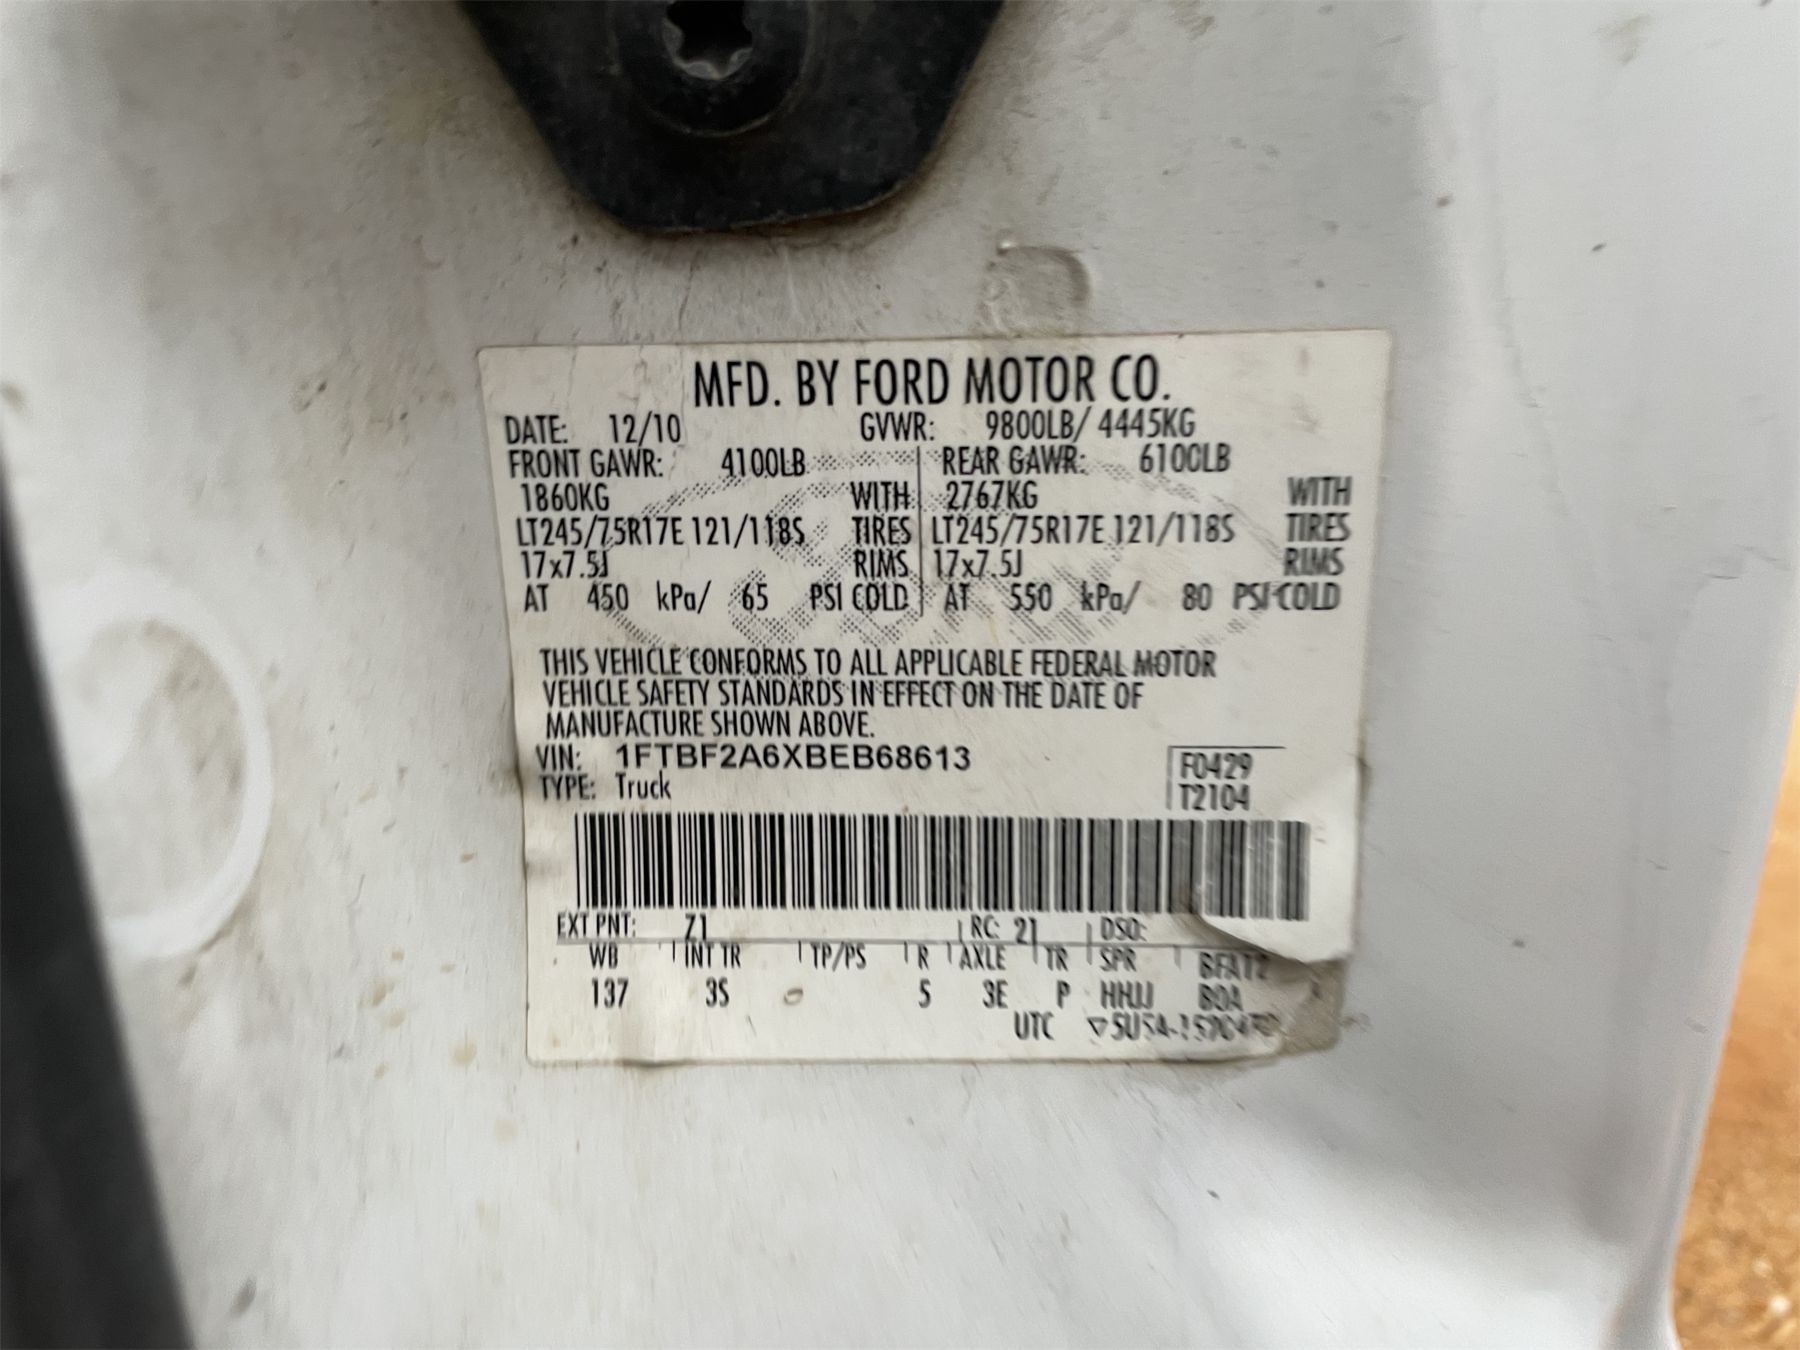 MFD. BY FORD MOTOR CO.
DATE: 12/10 GVWR: 9800LB/ 4445KG
FRONT GAWR: 4100LB REAR GAWR: 6100LB
1860KG WITH 2767KG WITH
LT245/75R17E 121/118S TIRES LT245/75R17E 121/118S TIRES
17x7.5J RIMS 17x7.5J RIMS
AT 450 kPa/ 65 PSI COLD AT 550 kPa/ 80 PSI COLD
THIS VEHICLE CONFORMS TO ALL APPLICABLE FEDERAL MOTOR
VEHICLE SAFETY STANDARDS IN EFFECT ON THE DATE OF
MANUFACTURE SHOWN ABOVE.
VIN: 1FTBF2A6XBEB68613
TYPE: Truck
F0429
T2104
EXT PNT: Z1 RC: 21 DSO:
WB INT TR TP/PS R AXLE TR SPR
137 3S 5 3E P HHJJ
UTC